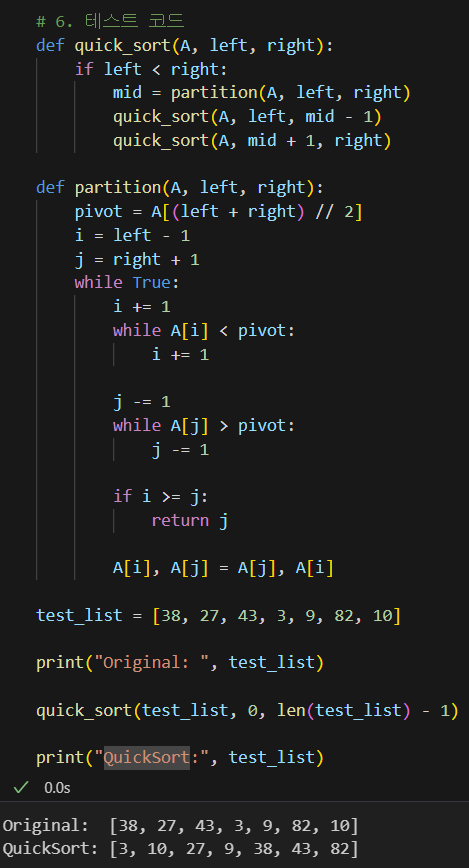 # 6. 테스트 코드
def quick_sort(A, left, right):
    if left < right:
        mid = partition(A, left, right)
        quick_sort(A, left, mid - 1)
        quick_sort(A, mid + 1, right)

def partition(A, left, right):
    pivot = A[(left + right) // 2]
    i = left - 1
    j = right + 1
    while True:
        i += 1
        while A[i] < pivot:
            i += 1

        j -= 1
        while A[j] > pivot:
            j -= 1

        if i >= j:
            return j

        A[i], A[j] = A[j], A[i]

test_list = [38, 27, 43, 3, 9, 82, 10]

print("Original: ", test_list)

quick_sort(test_list, 0, len(test_list) - 1)

print("QuickSort:", test_list)
✓ 0.0s
Original:  [38, 27, 43, 3, 9, 82, 10]
QuickSort: [3, 10, 27, 9, 38, 43, 82]